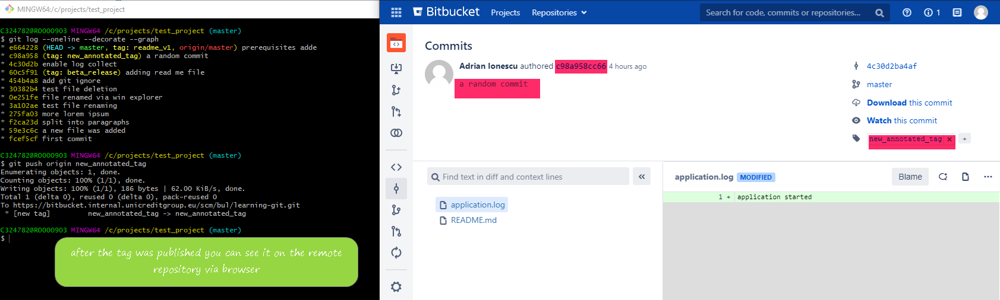 MINGW64:/c/projects/test_project
C324782@RO00O903 MINGW64 /c/projects/test_project (master)
$ git log --oneline --decorate --graph
* e664228 (HEAD -> master, tag: readme_v1, origin/master) prerequisites adde
* c98a958 (tag: new_annotated_tag) a random commit
* 4c30d2b enable log collect
* 60c5f91 (tag: beta_release) adding read me file
* 454b4a8 add git ignore
* 30382b4 test file deletion
* 0e251fe file renamed via win explorer
* 3a102ae test file renaming
* 275fa03 more lorem ipsum
* f2ca23d split into paragraphs
* 59e3c6c a new file was added
* fcef5cf first commit
C324782@RO00O903 MINGW64 /c/projects/test_project (master)
$ git push origin new_annotated_tag
Enumerating objects: 1, done.
Counting objects: 100% (1/1), done.
Writing objects: 100% (1/1), 186 bytes | 62.00 KiB/s, done.
Total 1 (delta 0), reused 0 (delta 0), pack-reused 0
To https://bitbucket.internal.unicreditgroup.eu/scm/bul/learning-git.git
 * [new tag]         new_annotated_tag -> new_annotated_tag
C324782@RO00O903 MINGW64 /c/projects/test_project (master)
$
after the tag was published you can see it on the remote
repository via browser
Bitbucket Projects Repositories Search for code, commits or repositories... 1
Commits
Adrian Ionescu authored c98a958cc66 4 hours ago
a random commit
4c30d2ba4af
master
Download this commit
Watch this commit
new_annotated_tag × +
Find text in diff and context lines «
application.log
README.md
application.log MODIFIED Blame ...
1 + application started